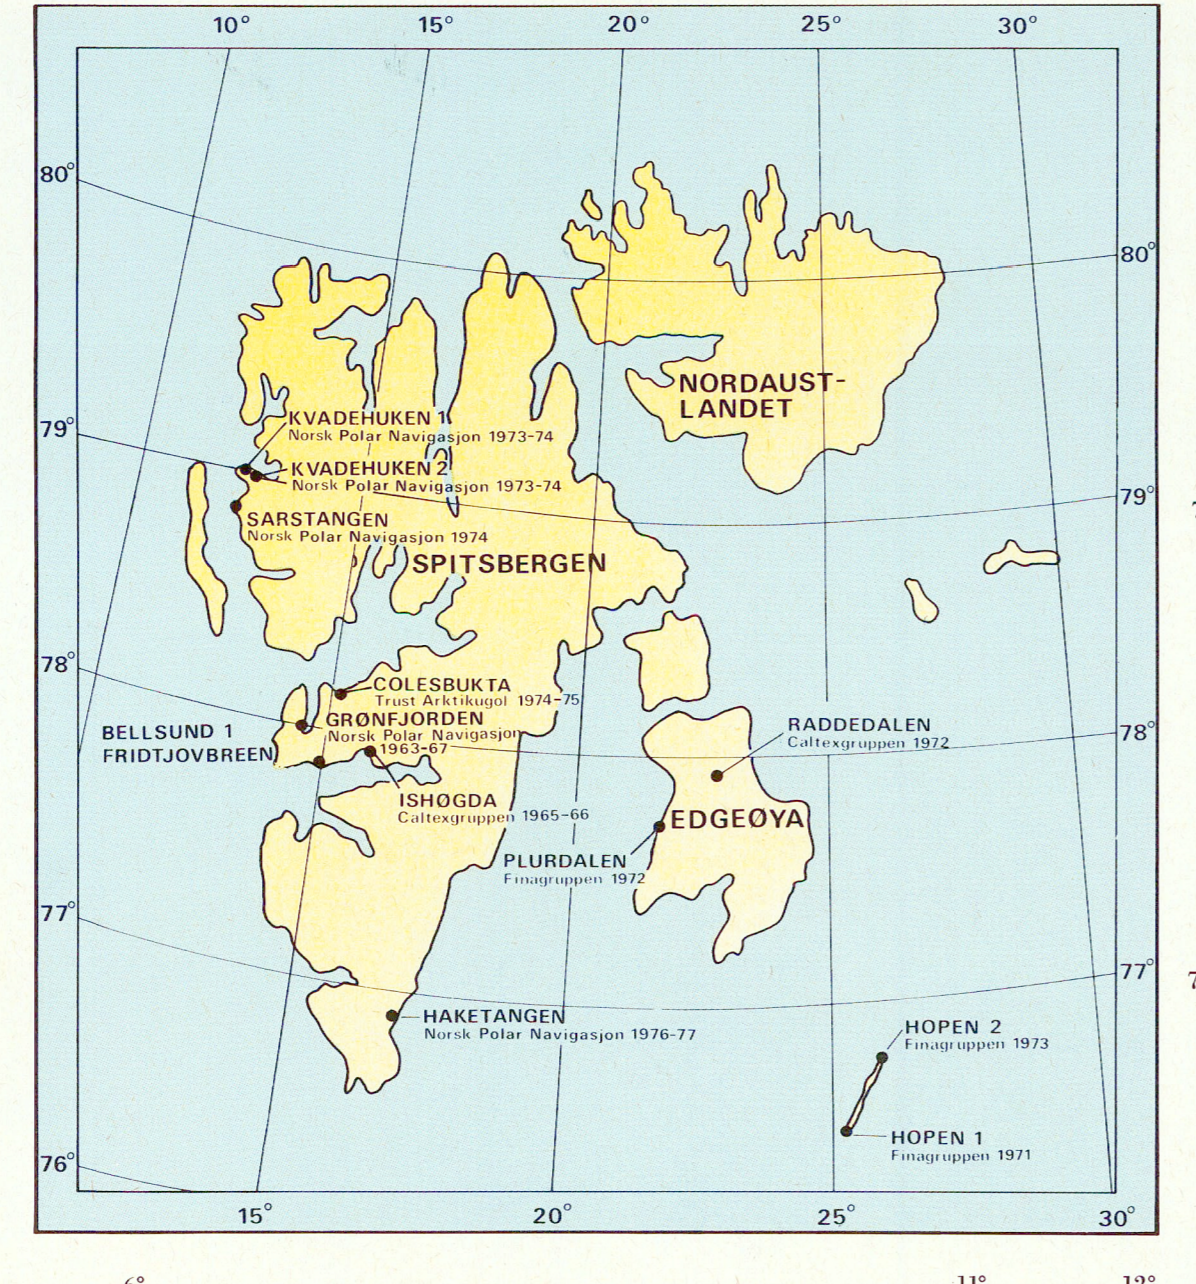 10° 15° 20° 25° 30°
80°
80°
NORDAUST-
LANDET
79°
KVADEHUKEN 1
Norsk Polar Navigasjon 1973-74
KVADEHUKEN 2
Norsk Polar Navigasjon 1973-74
79°
SARSTANGEN
Norsk Polar Navigasjon 1974
SPITSBERGEN
78°
COLESBUKTA
Trust Arktikugol 1974-75
GRØNFJORDEN
Norsk Polar Navigasjon
1963-67
BELLSUND 1
FRIDTJOVBREEN
RADDEDALEN
Caltexgruppen 1972
78°
ISHØGDA
Caltexgruppen 1965-66
EDGEØYA
PLURDALEN
Finagruppen 1972
77°
77°
HAKETANGEN
Norsk Polar Navigasjon 1976-77
HOPEN 2
Finagruppen 1973
HOPEN 1
Finagruppen 1971
76°
15° 20° 25° 30°
6° 11° 12°